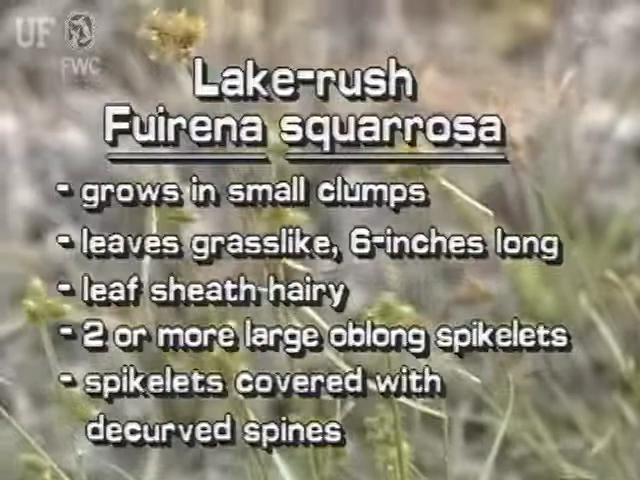 UF
FWC
Lake-rush
Fuirena squarrosa
- grows in small clumps
- leaves grasslike, 6-inches long
- leaf sheath hairy
- 2 or more large oblong spikelets
- spikelets covered with
decurved spines